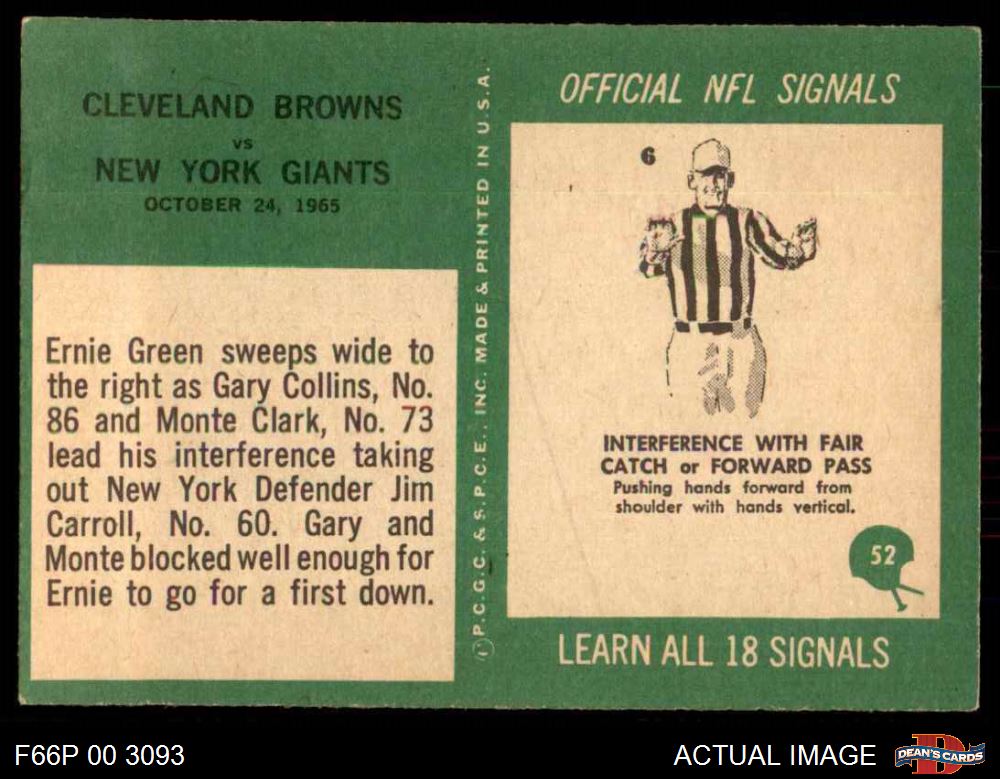 CLEVELAND BROWNS
VS
NEW YORK GIANTS
OCTOBER 24, 1965
Ernie Green sweeps wide to
the right as Gary Collins, No.
86 and Monte Clark, No. 73
lead his interference taking
out New York Defender Jim
Carroll, No. 60. Gary and
Monte blocked well enough for
Ernie to go for a first down.
©P.C.G.C. & S.P.C.E., INC. MADE & PRINTED IN U.S.A.
OFFICIAL NFL SIGNALS
6
INTERFERENCE WITH FAIR
CATCH or FORWARD PASS
Pushing hands forward from
shoulder with hands vertical.
52
LEARN ALL 18 SIGNALS
F66P 00 3093
ACTUAL IMAGE
DEAN'S CARDS